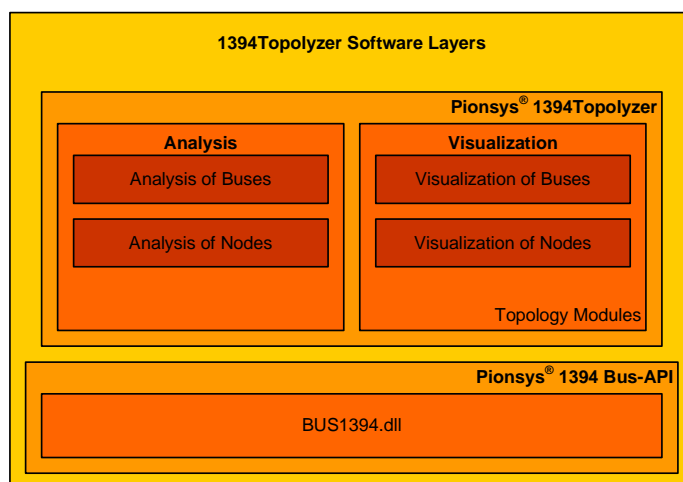 1394Topolyzer Software Layers
Pionsys® 1394Topolyzer
Analysis
Analysis of Buses
Analysis of Nodes
Visualization
Visualization of Buses
Visualization of Nodes
Topology Modules
Pionsys® 1394 Bus-API
BUS1394.dll